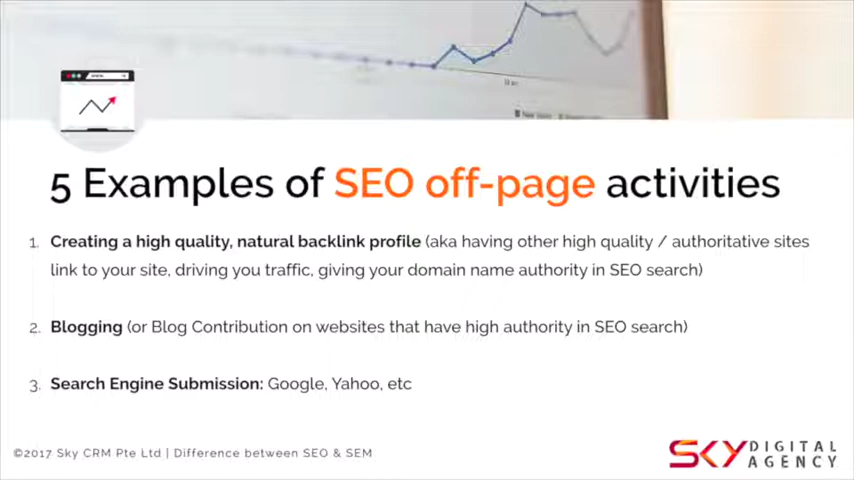 5 Examples of SEO off-page activities
1. Creating a high quality, natural backlink profile (aka having other high quality / authoritative sites
link to your site, driving you traffic, giving your domain name authority in SEO search)
2. Blogging (or Blog Contribution on websites that have high authority in SEO search)
3. Search Engine Submission: Google, Yahoo, etc
©2017 Sky CRM Pte Ltd | Difference between SEO & SEM
SKY DIGITAL
AGENCY